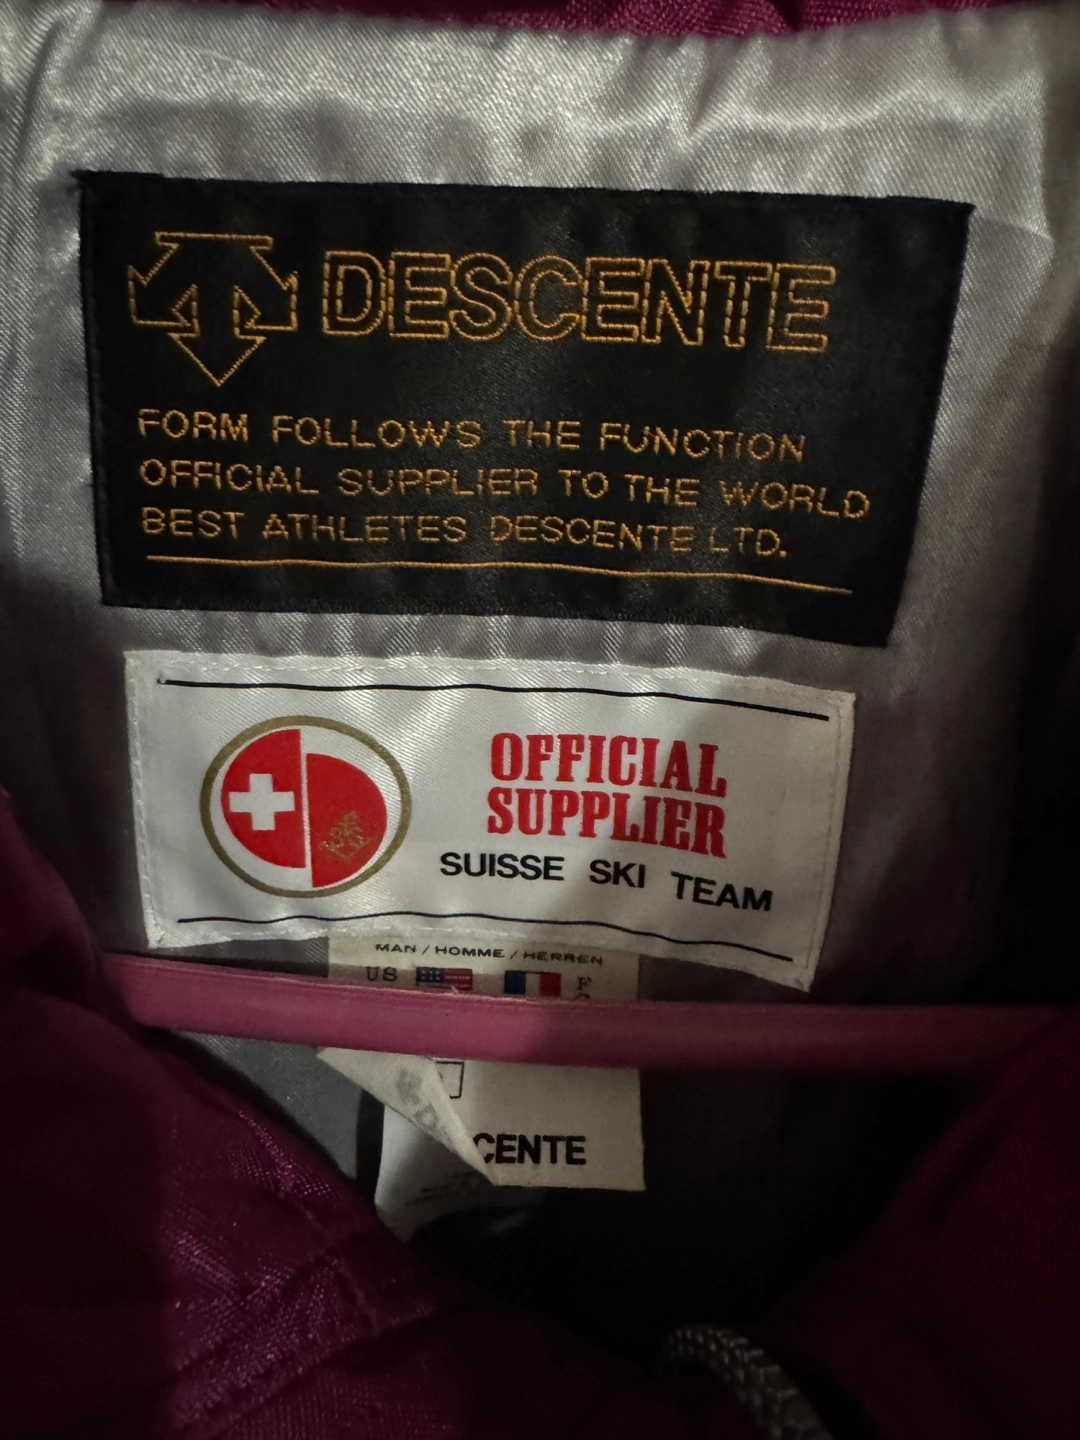 DESCENTE
FORM FOLLOWS THE FUNCTION
OFFICIAL SUPPLIER TO THE WORLD
BEST ATHLETES DESCENTE LTD.
OFFICIAL
SUPPLIER
SUISSE SKI TEAM
MAN / HOMME / HERREN
US F
CENTE